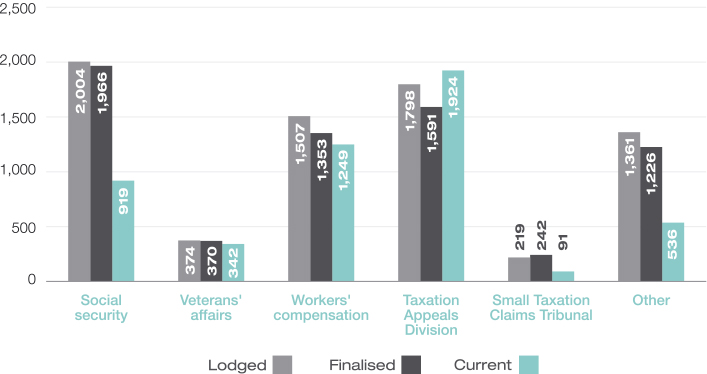 2,500
2,000
1,500
1,000
500
0
2,004
1,966
919
374
370
342
1,507
1,353
1,249
1,798
1,591
1,924
219
242
91
1,361
1,226
536
Social
security
Veterans'
affairs
Workers'
compensation
Taxation
Appeals
Division
Small Taxation
Claims Tribunal
Other
Lodged Finalised Current